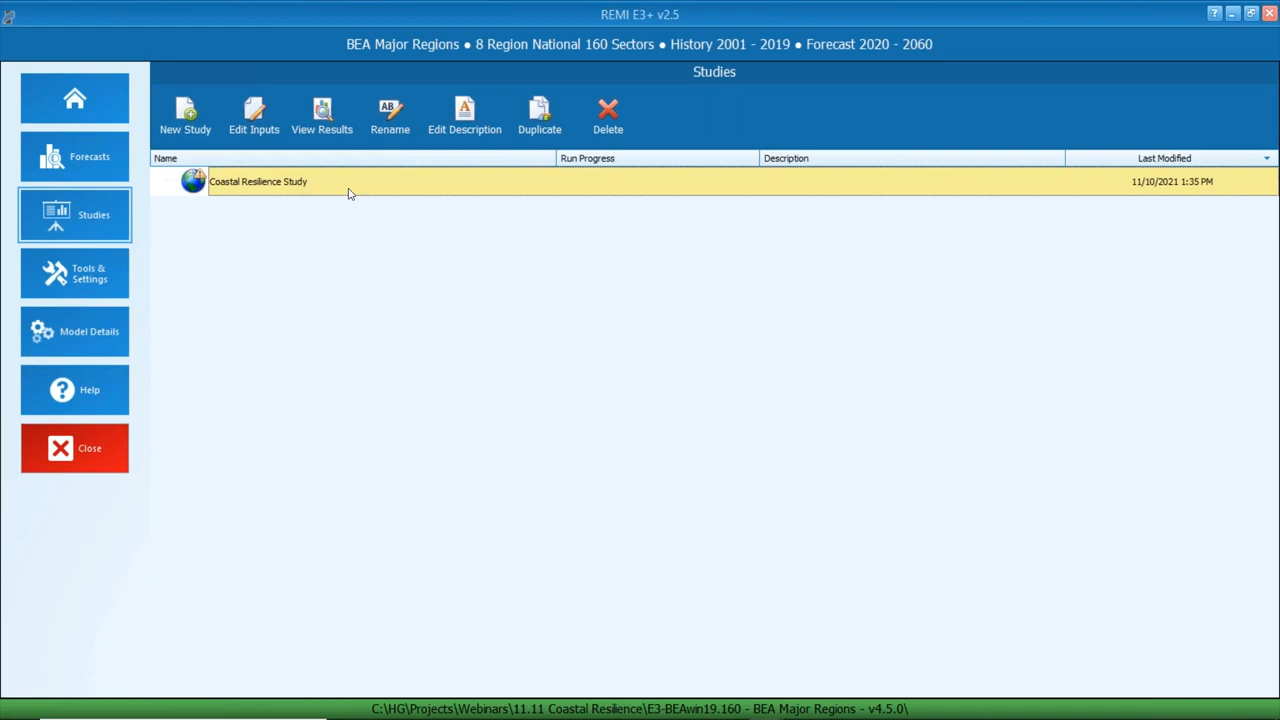 REMI E3+ v2.5
BEA Major Regions ● 8 Region National 160 Sectors ● History 2001 - 2019 ● Forecast 2020 - 2060
Studies
New Study
Edit Inputs
View Results
AB
Rename
A
Edit Description
Duplicate
Delete
Name
Run Progress
Description
Last Modified
Coastal Resilience Study
11/10/2021 1:35 PM
Forecasts
Studies
Tools &
Settings
Model Details
Help
Close
C:\HG\Projects\Webinars\11.11 Coastal Resilience\E3-BEAwin19.160 - BEA Major Regions - v4.5.0\